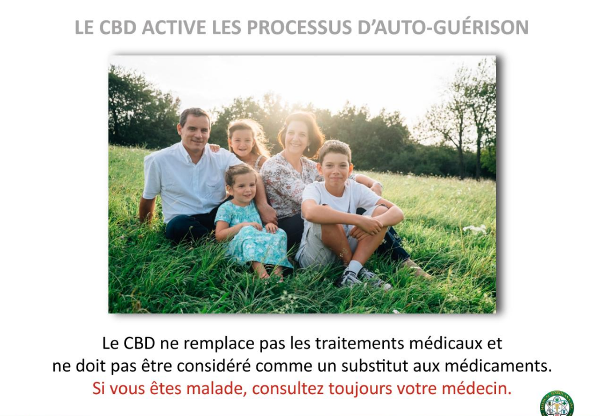 LE CBD ACTIVE LES PROCESSUS D'AUTO-GUÉRISON
Le CBD ne remplace pas les traitements médicaux et
ne doit pas être considéré comme un substitut aux médicaments.
Si vous êtes malade, consultez toujours votre médecin.